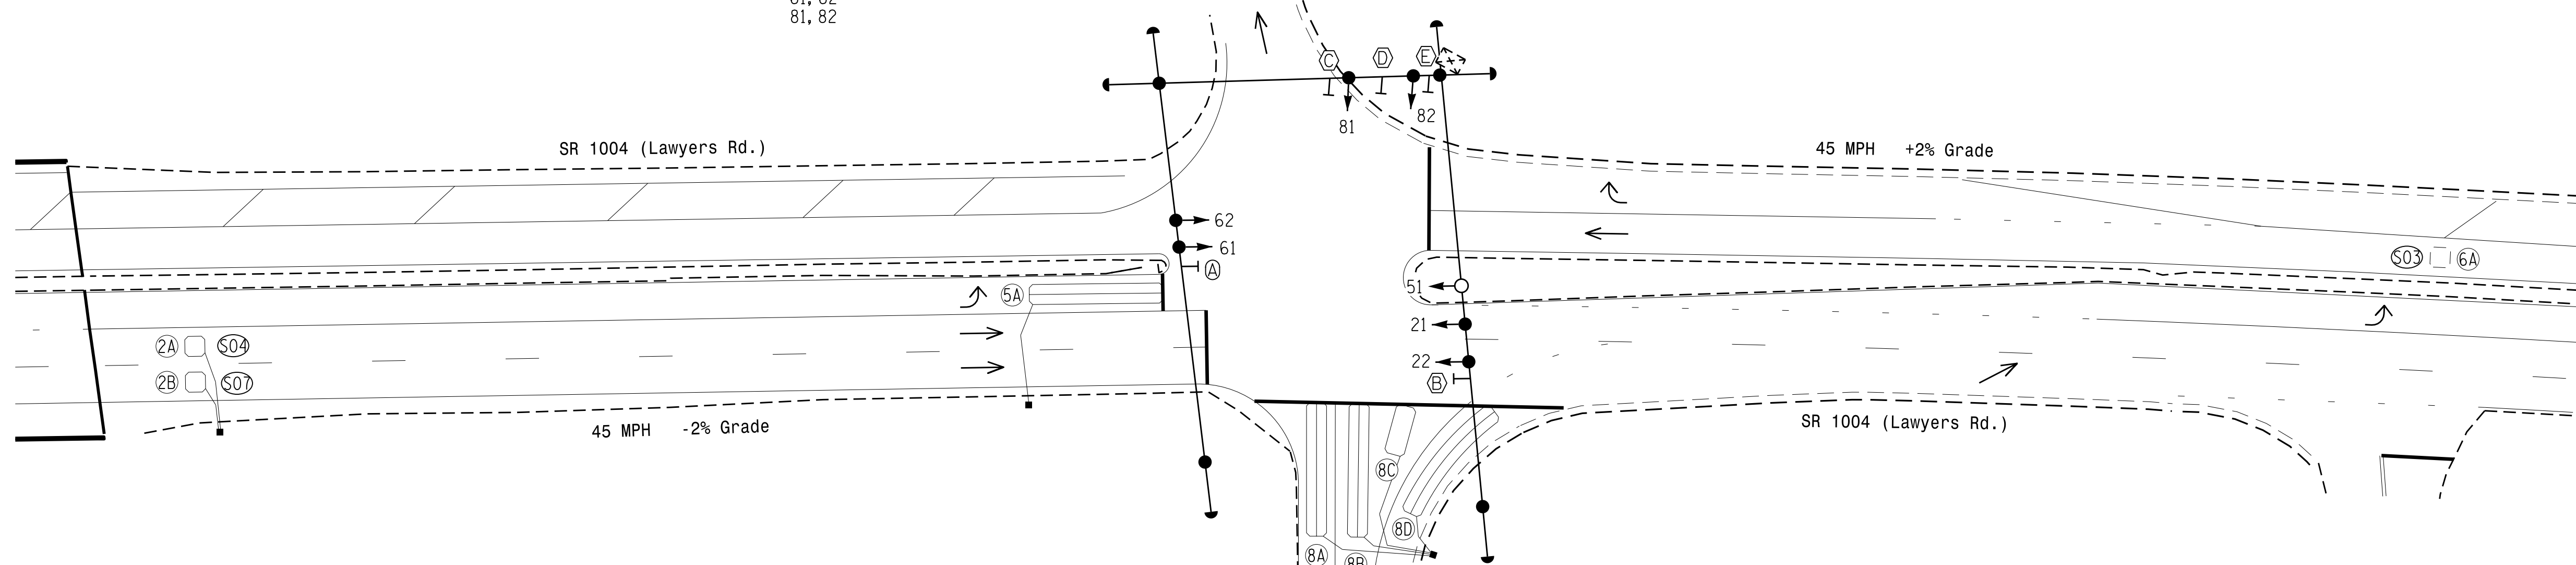 81, 82
C
D
E
81
82
SR 1004 (Lawyers Rd.)
45 MPH +2% Grade
62
61
A
S03
6A
5A
51
21
22
B
2A
S04
2B
S07
45 MPH -2% Grade
SR 1004 (Lawyers Rd.)
8C
8D
8A
8B